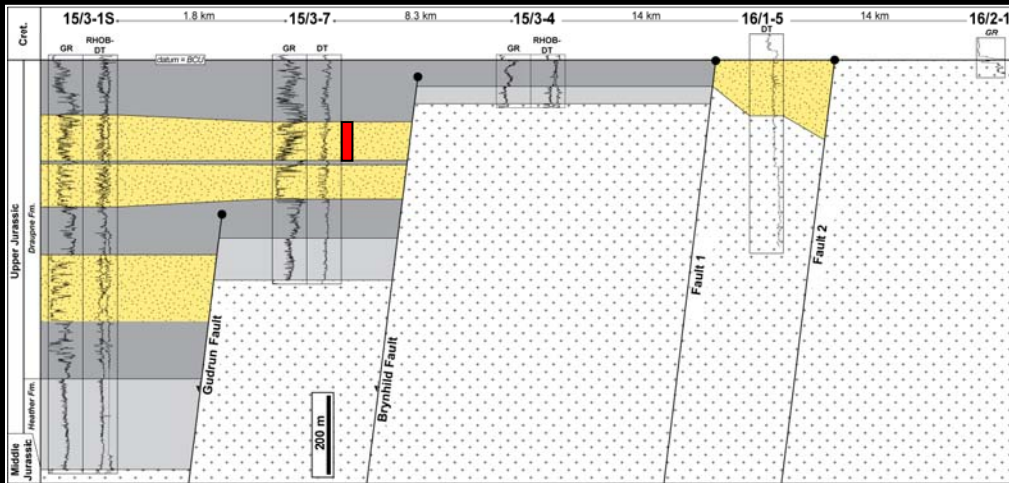 15/3-1S 1.8 km 15/3-7 8.3 km 15/3-4 14 km 16/1-5 14 km 16/2-1
Cret.
GR RHOB-DT
GR DT
GR RHOB-DT
DT
GR
datum = BCU
Upper Jurassic
Draupne Fm.
Heather Fm.
Middle Jurassic
Gudrun Fault
Brynhild Fault
Fault 1
Fault 2
200 m